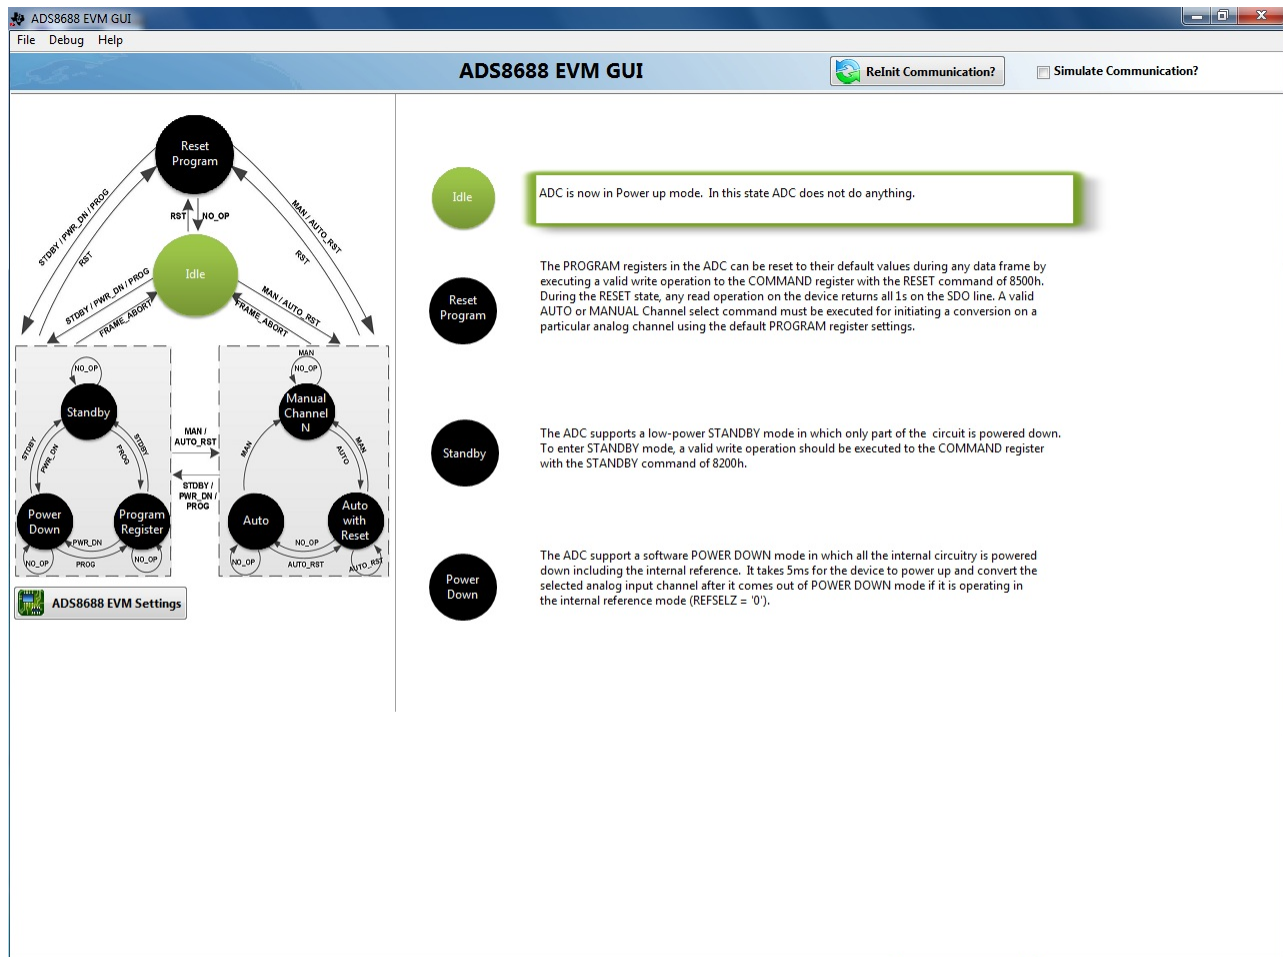 ADS8688 EVM GUI
File Debug Help
ADS8688 EVM GUI
ReInit Communication?
Simulate Communication?
Reset
Program
STDBY / PWR_DN / PROG
RST
RST
NO_OP
MAN / AUTO_RST
RST
Idle
STDBY / PWR_DN / PROG
FRAME_ABORT
MAN / AUTO_RST
FRAME_ABORT
NO_OP
Standby
STDBY
PWR_DN
STDBY
PROG
Power
Down
Program
Register
PWR_DN
PROG
NO_OP
NO_OP
MAN /
AUTO_RST
STDBY /
PWR_DN /
PROG
MAN
NO_OP
Manual
Channel
N
MAN
MAN
AUTO
Auto
Auto
with
Reset
NO_OP
AUTO_RST
NO_OP
AUTO_RST
ADS8688 EVM Settings
Idle
ADC is now in Power up mode. In this state ADC does not do anything.
Reset
Program
The PROGRAM registers in the ADC can be reset to their default values during any data frame by
executing a valid write operation to the COMMAND register with the RESET command of 8500h.
During the RESET state, any read operation on the device returns all 1s on the SDO line. A valid
AUTO or MANUAL Channel select command must be executed for initiating a conversion on a
particular analog channel using the default PROGRAM register settings.
Standby
The ADC supports a low-power STANDBY mode in which only part of the circuit is powered down.
To enter STANDBY mode, a valid write operation should be executed to the COMMAND register
with the STANDBY command of 8200h.
Power
Down
The ADC support a software POWER DOWN mode in which all the internal circuitry is powered
down including the internal reference. It takes 5ms for the device to power up and convert the
selected analog input channel after it comes out of POWER DOWN mode if it is operating in
the internal reference mode (REFSELZ = '0').